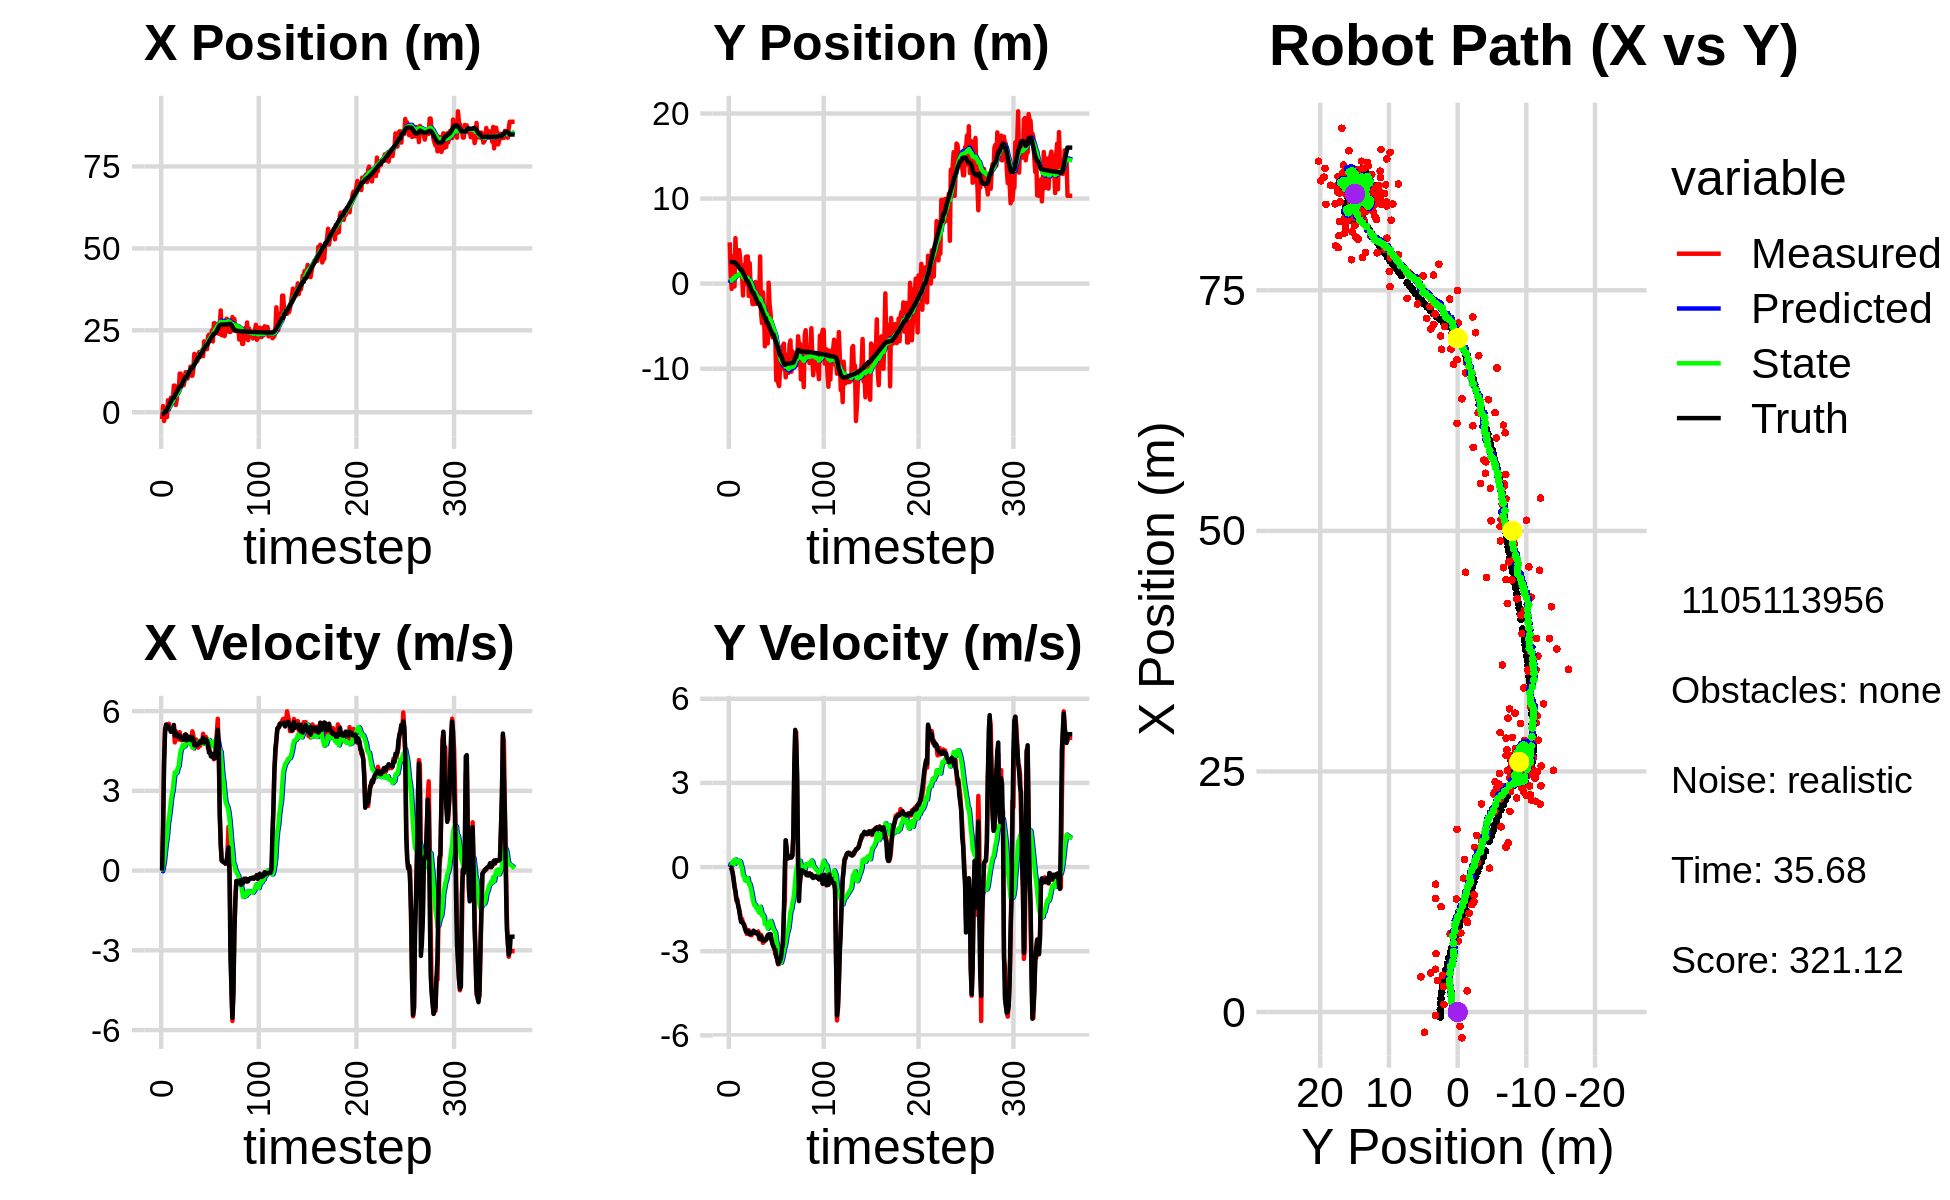 X Position (m)
75
50
25
0
0
100
200
300
timestep
Y Position (m)
20
10
0
-10
0
100
200
300
timestep
X Velocity (m/s)
6
3
0
-3
-6
0
100
200
300
timestep
Y Velocity (m/s)
6
3
0
-3
-6
0
100
200
300
timestep
Robot Path (X vs Y)
X Position (m)
75
50
25
0
20 10 0 -10 -20
Y Position (m)
variable
Measured
Predicted
State
Truth
1105113956
Obstacles: none
Noise: realistic
Time: 35.68
Score: 321.12